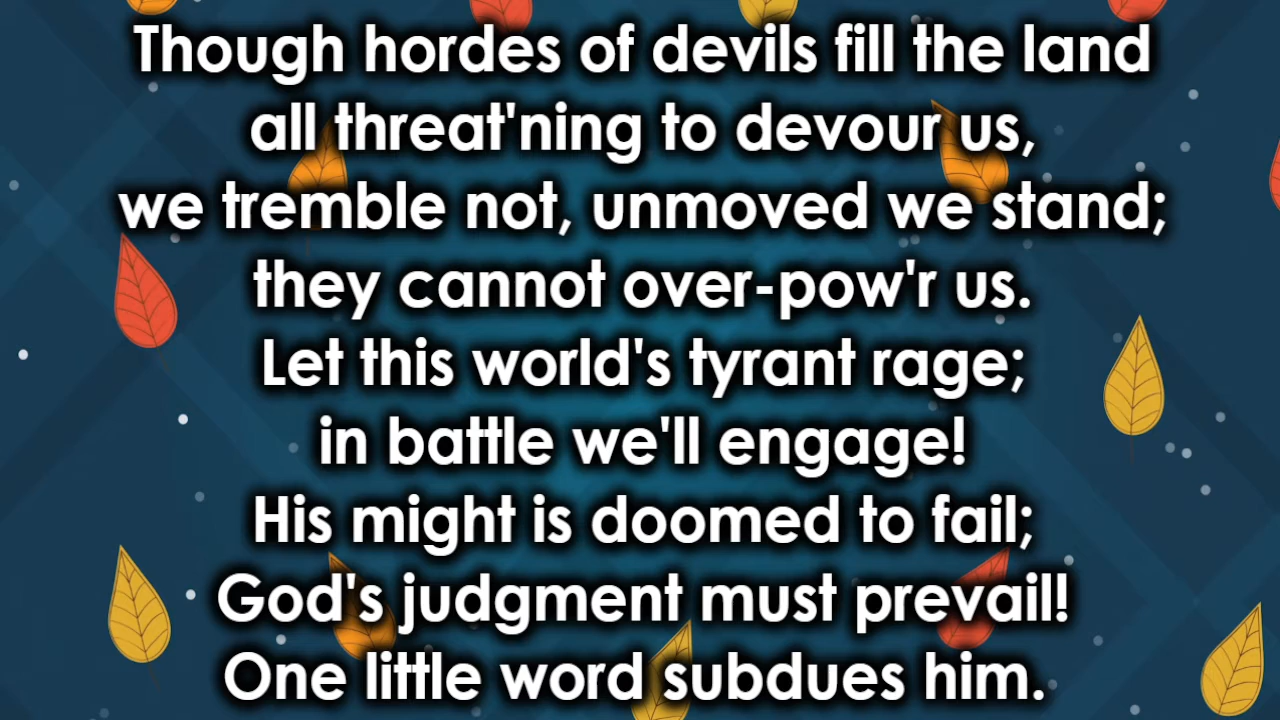 Though hordes of devils fill the land
all threat'ning to devour us,
we tremble not, unmoved we stand;
they cannot over-pow'r us.
Let this world's tyrant rage;
in battle we'll engage!
His might is doomed to fail;
God's judgment must prevail!
One little word subdues him.